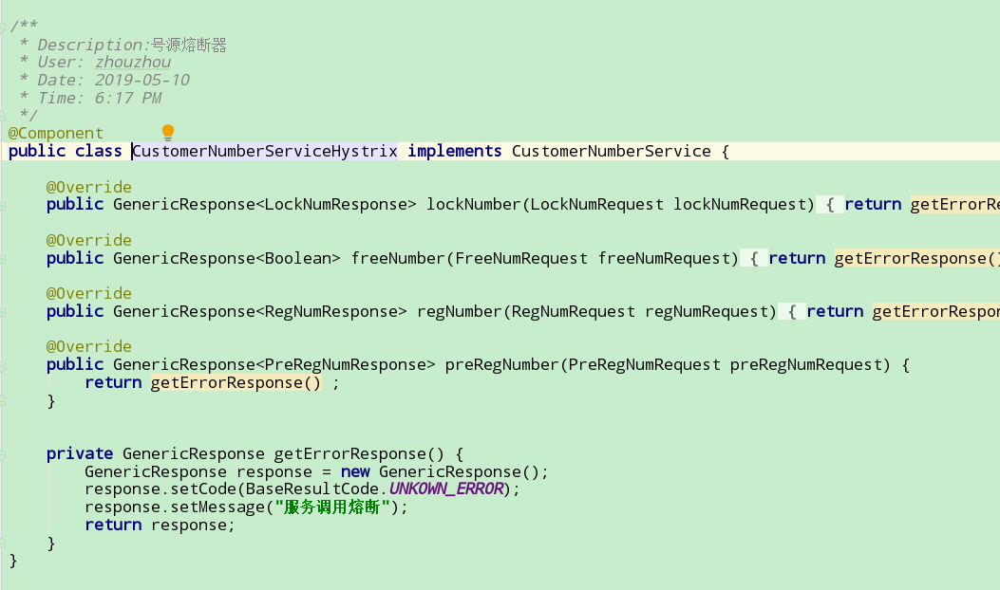 /**
 * Description:号源熔断器
 * User: zhouzhou
 * Date: 2019-05-10
 * Time: 6:17 PM
 */
@Component
public class CustomerNumberServiceHystrix implements CustomerNumberService {
@Override
public GenericResponse<LockNumResponse> lockNumber(LockNumRequest lockNumRequest) { return getErrorRe
@Override
public GenericResponse<Boolean> freeNumber(FreeNumRequest freeNumRequest) { return getErrorResponse()
@Override
public GenericResponse<RegNumResponse> regNumber(RegNumRequest regNumRequest) { return getErrorRespon
@Override
public GenericResponse<PreRegNumResponse> preRegNumber(PreRegNumRequest preRegNumRequest) {
return getErrorResponse() ;
}
private GenericResponse getErrorResponse() {
GenericResponse response = new GenericResponse();
response.setCode(BaseResultCode.UNKOWN_ERROR);
response.setMessage("服务调用熔断");
return response;
}
}